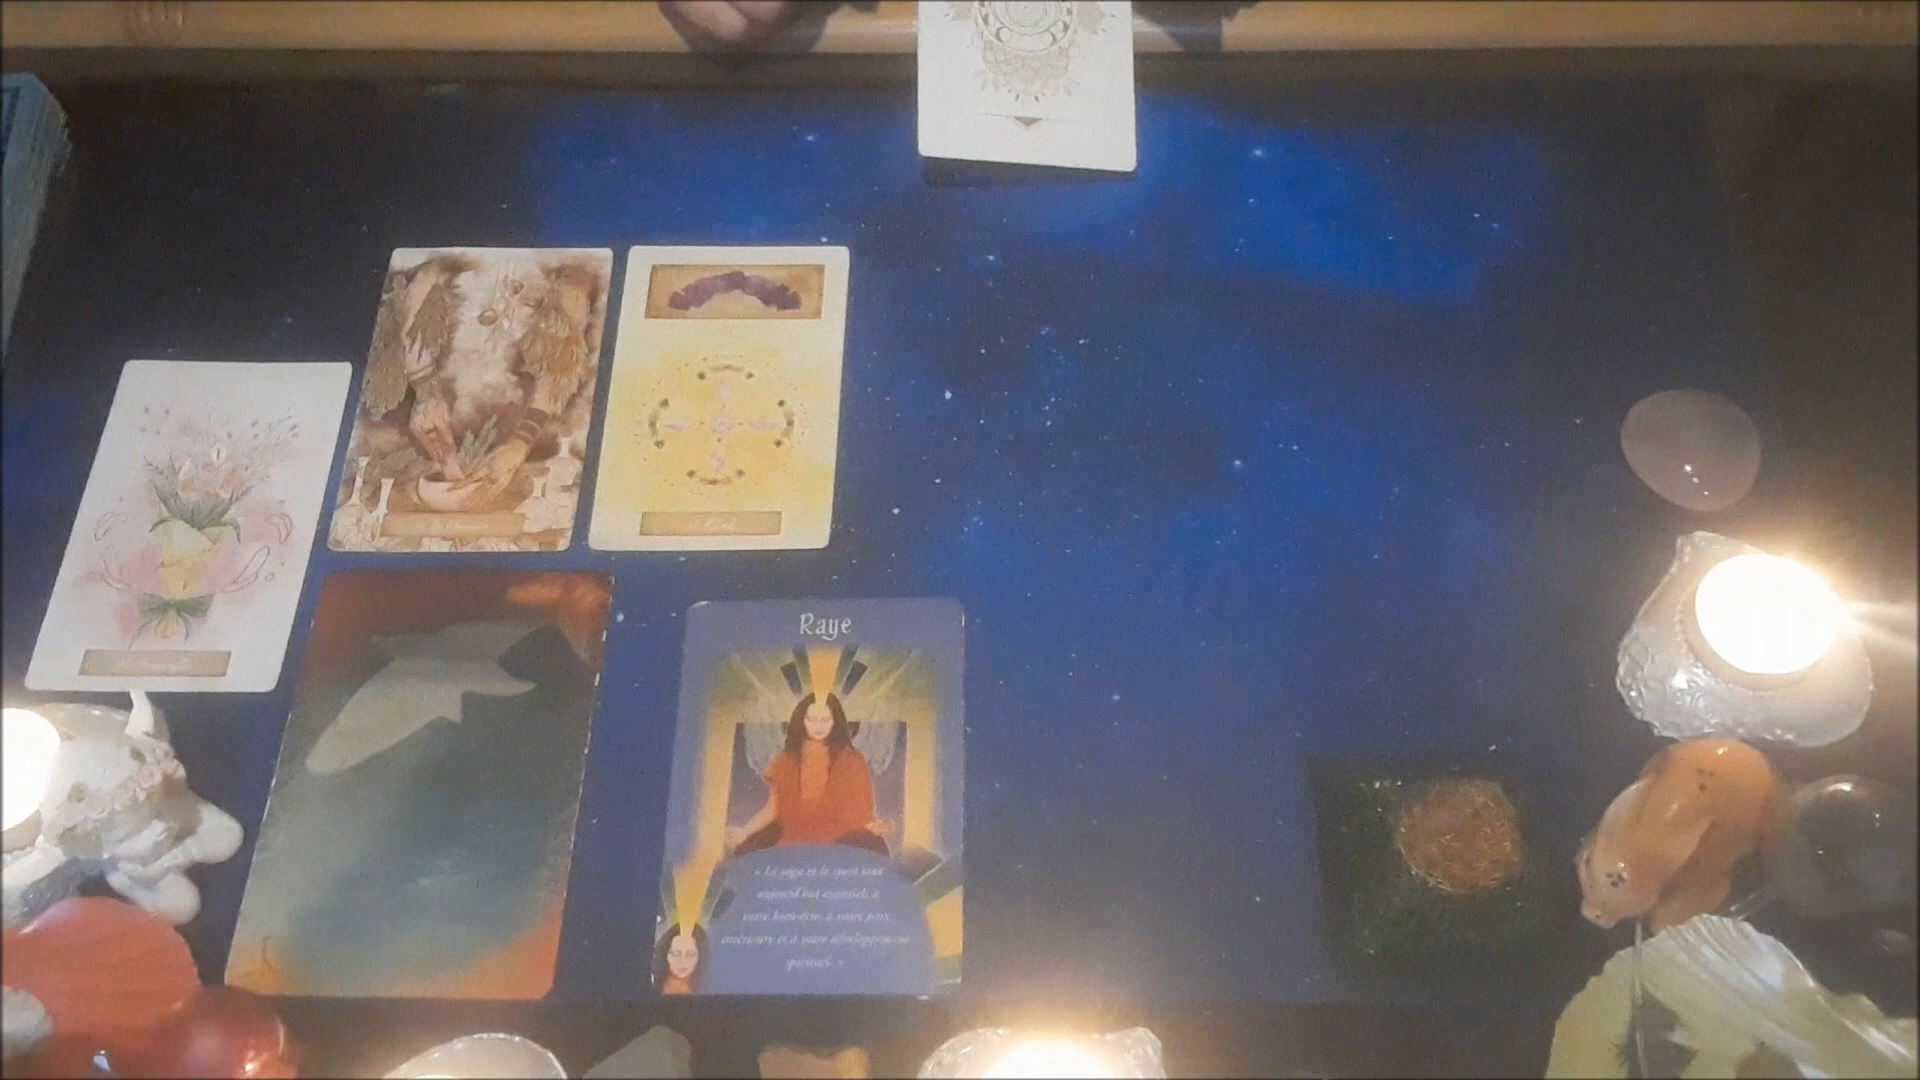 Raye
« Le yoga et le sport sont
aujourd'hui essentiels à
votre bien-être, à votre paix
intérieure et à votre développement
spirituel. »